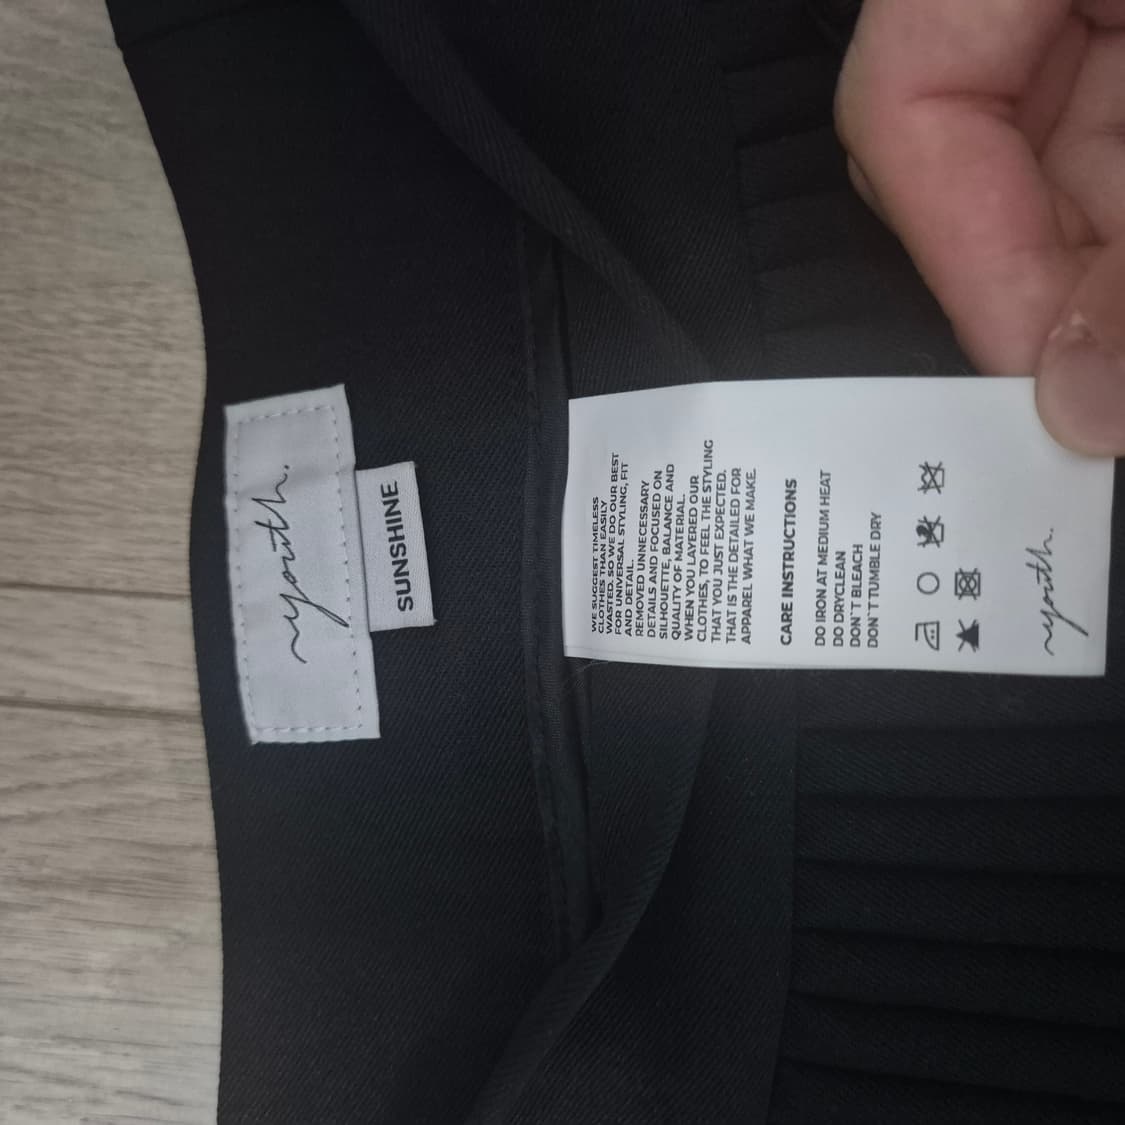 ~youth.
SUNSHINE
WE SUGGEST TIMELESS
CLOTHES THAN EASILY
WASTED. SO WE DO OUR BEST
FOR UNIVERSAL STYLING, FIT
AND DETAIL.
REMOVED UNNECESSARY
DETAILS AND FOCUSED ON
SILHOUETTE, BALANCE AND
QUALITY OF MATERIAL.
WHEN YOU LAYERED OUR
CLOTHES, TO FEEL THE STYLING
THAT YOU JUST EXPECTED.
THAT IS THE DETAILED FOR
APPAREL WHAT WE MAKE.
CARE INSTRUCTIONS
DO IRON AT MEDIUM HEAT
DO DRYCLEAN
DON`T BLEACH
DON`T TUMBLE DRY
~youth.